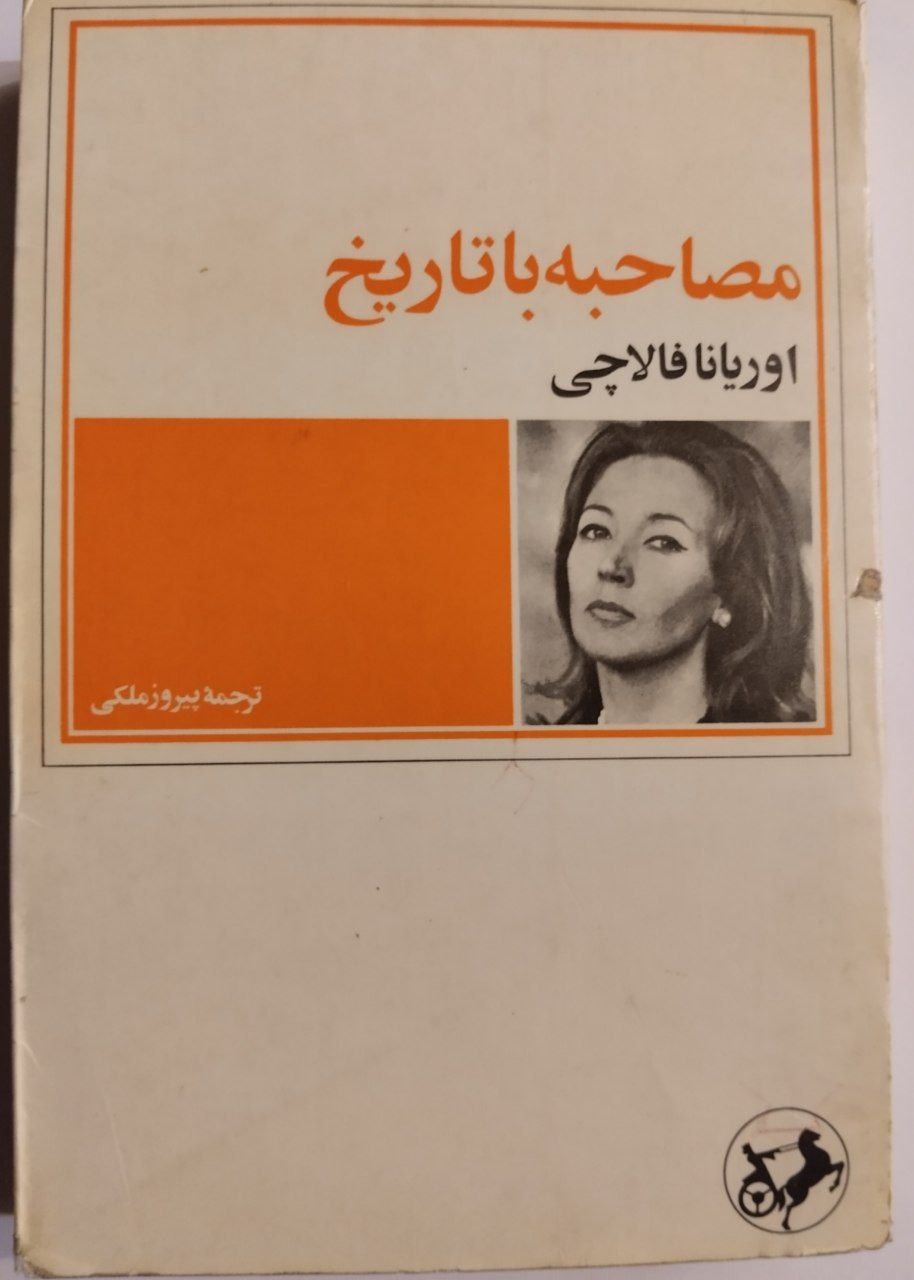 مصاحبه با تاریخ
اوریانا فالاچی
ترجمهٔ پیروز ملکی